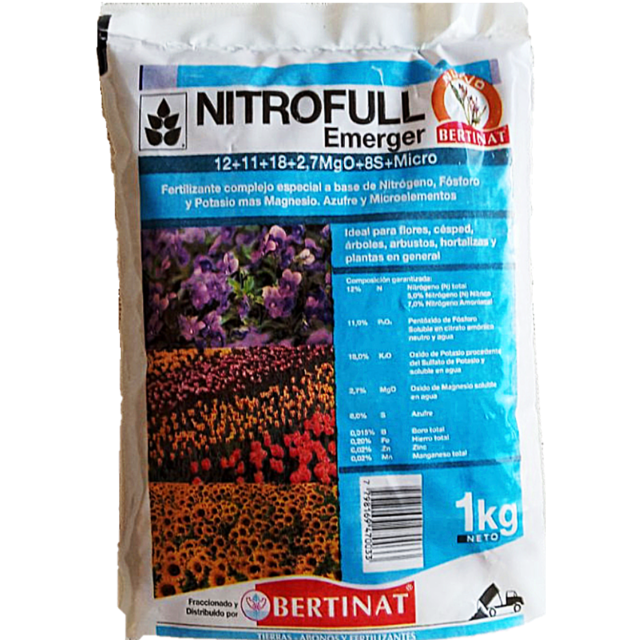 NITROFULL
Emerger
NUEVO
BERTINAT
12+11+18+2,7MgO+8S+Micro
Fertilizante complejo especial a base de Nitrógeno, Fósforo
y Potasio mas Magnesio. Azufre y Microelementos
Ideal para flores, césped,
árboles, arbustos, hortalizas y
plantas en general
Composición garantizada:
12% N Nitrógeno (N) total
5,0% Nitrógeno (N) Nítrico
7,0% Nitrógeno Amoniacal
11,0% P₂O₅ Pentóxido de Fósforo
Soluble en citrato amónico
neutro y agua
18,0% K₂O Oxido de Potasio procedente
del Sulfato de Potasio y
soluble en agua
2,7% MgO Oxido de Magnesio soluble
en agua
8,0% S Azufre
0,015% B Boro total
0,20% Fe Hierro total
0,02% Zn Zinc
0,02% Mn Manganeso total
7 798169 470033
1kg
NETO
Fraccionado y
Distribuido por
BERTINAT
TIERRAS - ABONOS Y FERTILIZANTES